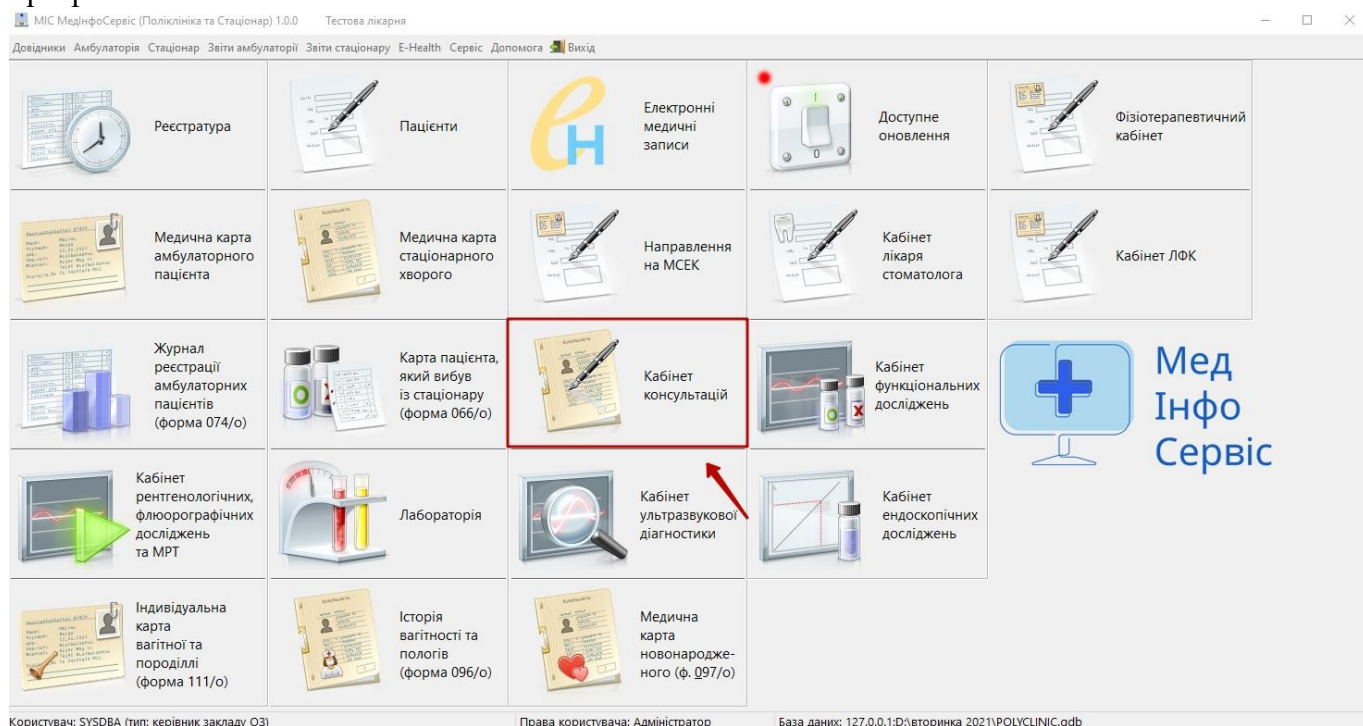 МІС МедІнфоСервіс (Поліклініка та Стаціонар) 1.0.0 Тестова лікарня
Довідники Амбулаторія Стаціонар Звіти амбулаторії Звіти стаціонару E-Health Сервіс Допомога Вихід
Реєстратура
Пацієнти
Електронні
медичні
записи
Доступне
оновлення
Фізіотерапевтичний
кабінет
Медична карта
амбулаторного
пацієнта
Медична карта
стаціонарного
хворого
Направлення
на МСЕК
Кабінет
лікаря
стоматолога
Кабінет ЛФК
Журнал
реєстрації
амбулаторних
пацієнтів
(форма 074/о)
Карта пацієнта,
який вибув
із стаціонару
(форма 066/о)
Кабінет
консультацій
Кабінет
функціональних
досліджень
Мед
Інфо
Сервіс
Кабінет
рентгенологічних,
флюорографічних
досліджень
та МРТ
Лабораторія
Кабінет
ультразвукової
діагностики
Кабінет
ендоскопічних
досліджень
Індивідуальна
карта
вагітної та
породіллі
(форма 111/о)
Історія
вагітності та
пологів
(форма 096/о)
Медична
карта
новонародже-
ного (ф. 097/о)
Користувач: SYSDBA (тип: керівник закладу ОЗ) Права користувача: Адміністратор База даних: 127.0.0.1:D:\вторинка 2021\POLYCLINIC.gdb